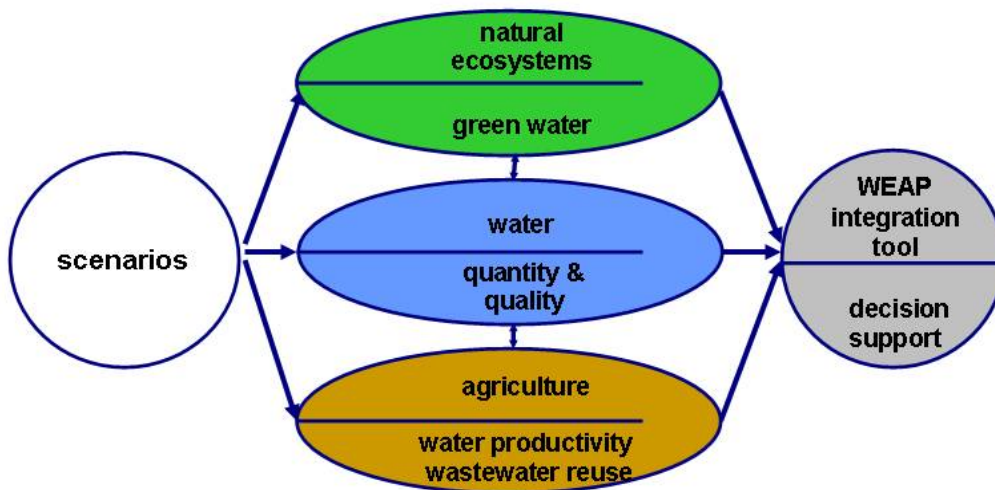 scenarios
natural
ecosystems
green water
water
quantity &
quality
agriculture
water productivity
wastewater reuse
WEAP
integration
tool
decision
support